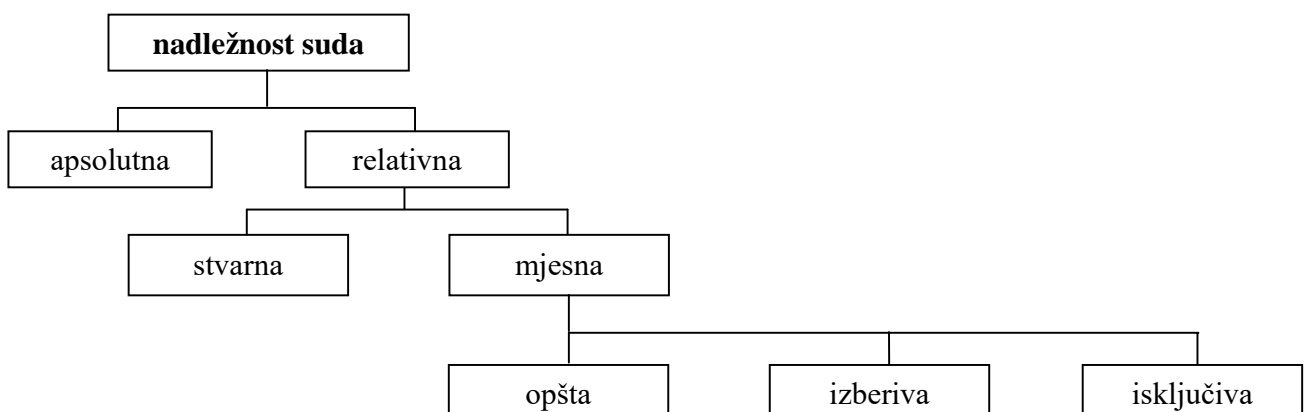 nadležnost suda
apsolutna
relativna
stvarna
mjesna
opšta
izberiva
isključiva